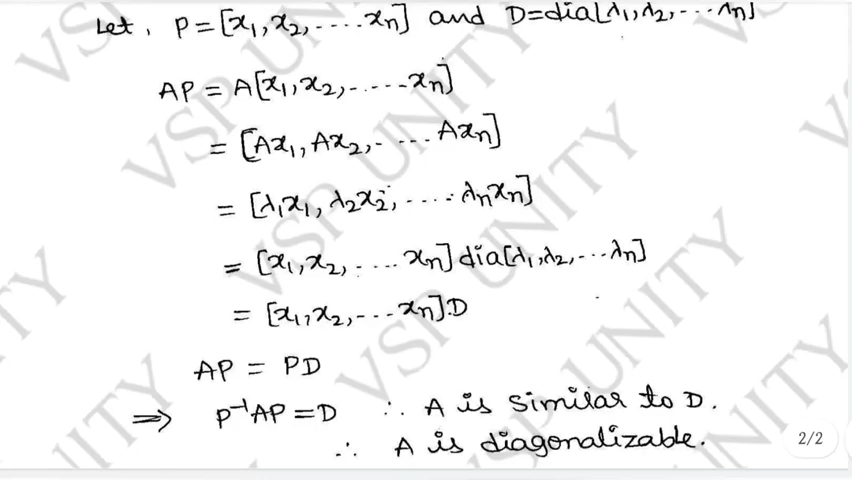 Let, P = [x₁, x₂, ..... xₙ] and D = dia[λ₁, λ₂, ... λₙ]
AP = A[x₁, x₂, ..... xₙ]
= [Ax₁, Ax₂, .... Axₙ]
= [λ₁x₁, λ₂x₂, ..... λₙxₙ]
= [x₁, x₂, ..... xₙ] dia[λ₁, λ₂, ... λₙ]
= [x₁, x₂, .... xₙ].D
AP = PD
⇒ P⁻¹AP = D ∴ A is similar to D.
∴ A is diagonalizable.
2/2
VSP UNITY